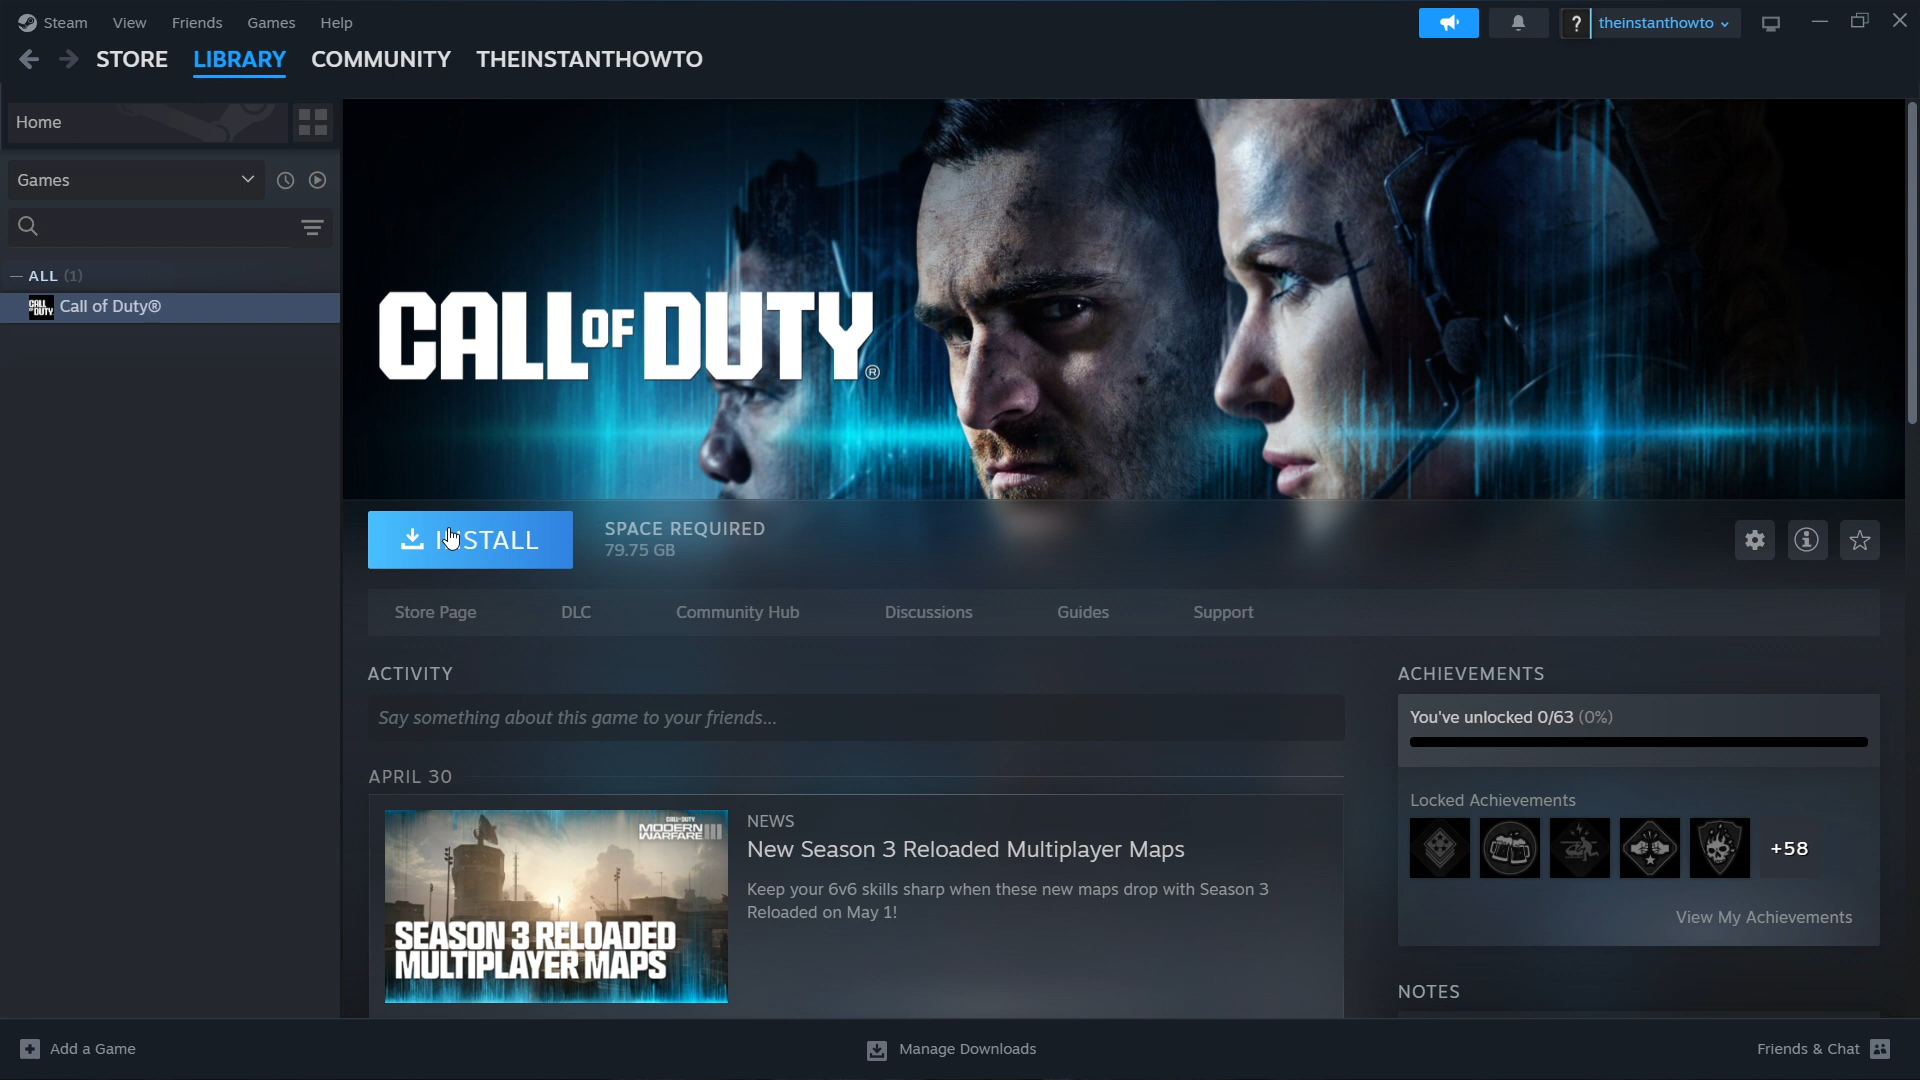 Steam View Friends Games Help
? theinstanthowto
STORE LIBRARY COMMUNITY THEINSTANTHOWTO
Home
Games
— ALL (1)
CALL OF DUTY Call of Duty®
CALL OF DUTY®
INSTALL
SPACE REQUIRED
79.75 GB
Store Page DLC Community Hub Discussions Guides Support
ACTIVITY
Say something about this game to your friends...
APRIL 30
CALL OF DUTY
MODERN
WARFARE III
SEASON 3 RELOADED
MULTIPLAYER MAPS
NEWS
New Season 3 Reloaded Multiplayer Maps
Keep your 6v6 skills sharp when these new maps drop with Season 3
Reloaded on May 1!
ACHIEVEMENTS
You've unlocked 0/63 (0%)
Locked Achievements
+58
View My Achievements
NOTES
Add a Game
Manage Downloads
Friends & Chat